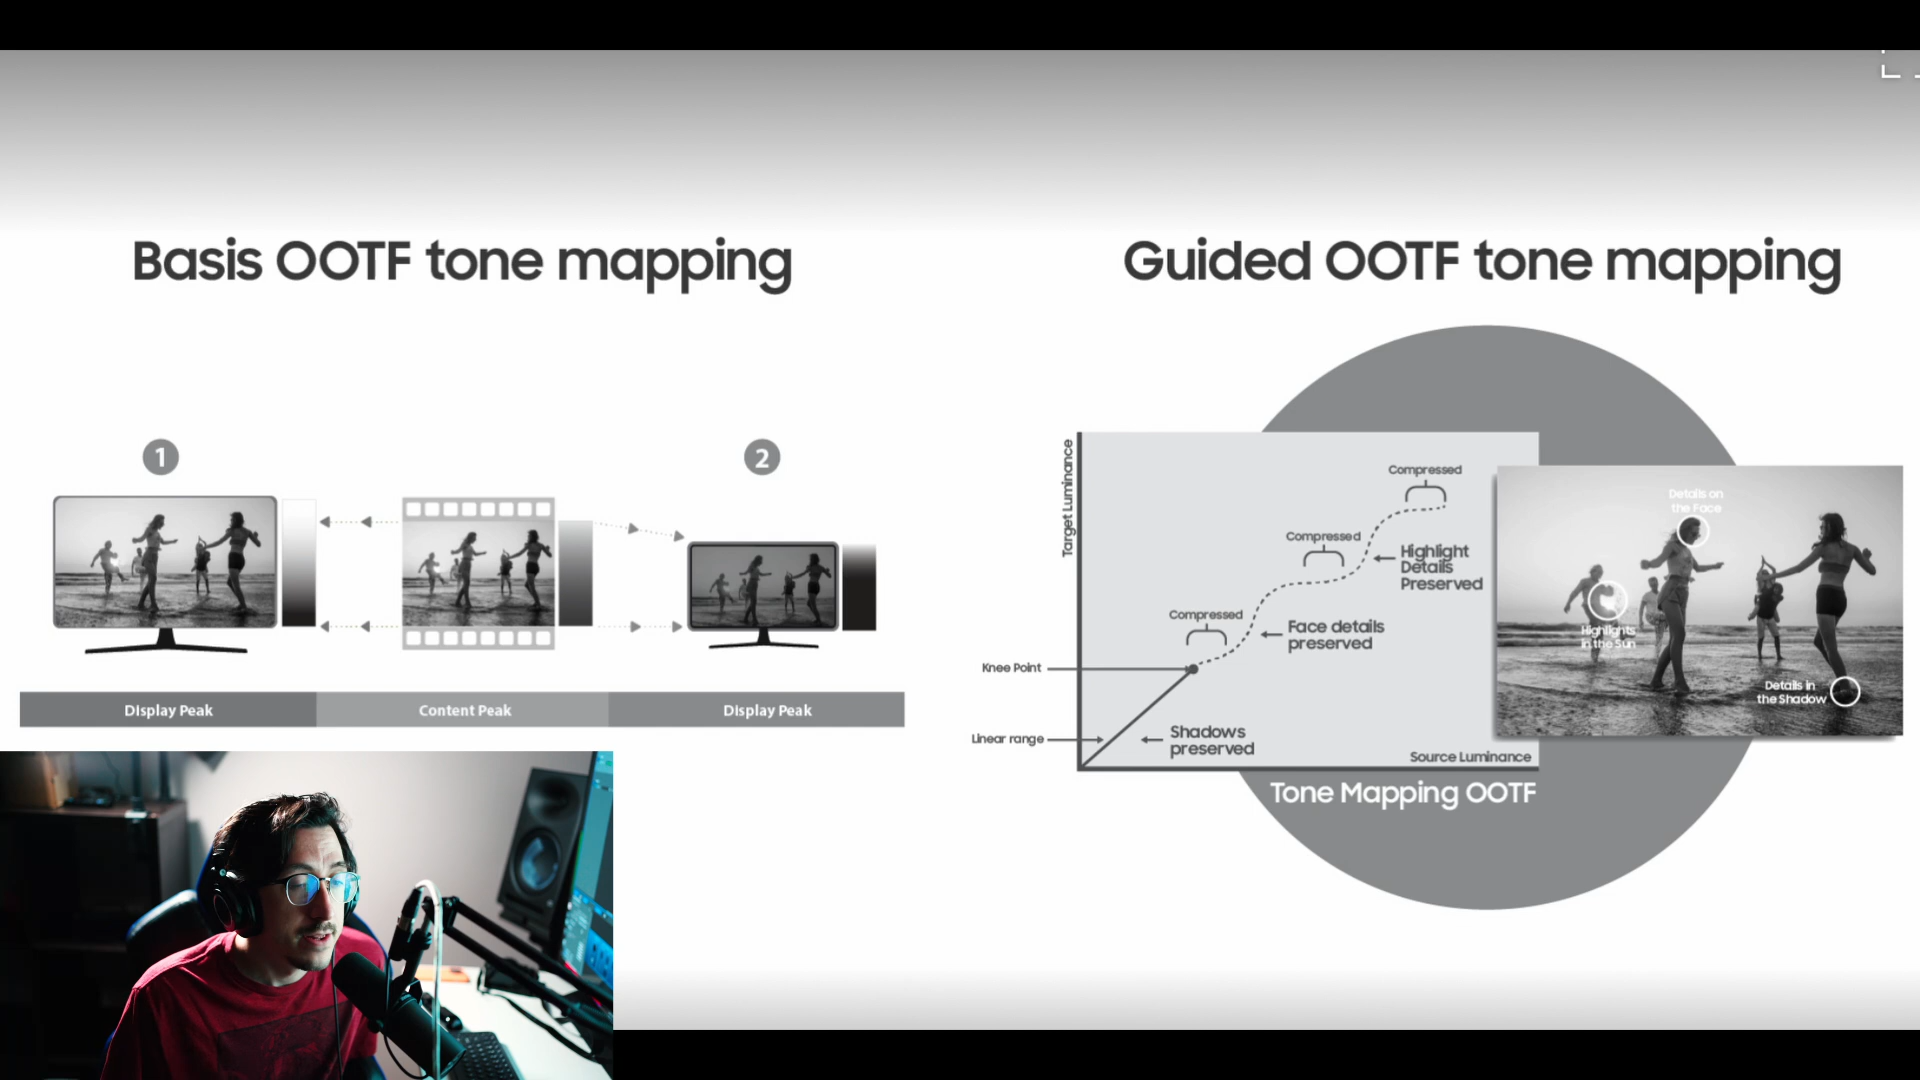 Basis OOTF tone mapping
1
2
Display Peak
Content Peak
Display Peak
Guided OOTF tone mapping
Target Luminance
Compressed
Compressed
Highlight
Details
Preserved
Compressed
Face details
preserved
Knee Point
Linear range
Shadows
preserved
Source Luminance
Tone Mapping OOTF
Details on
the Face
Highlights
in the Sun
Details in
the Shadow